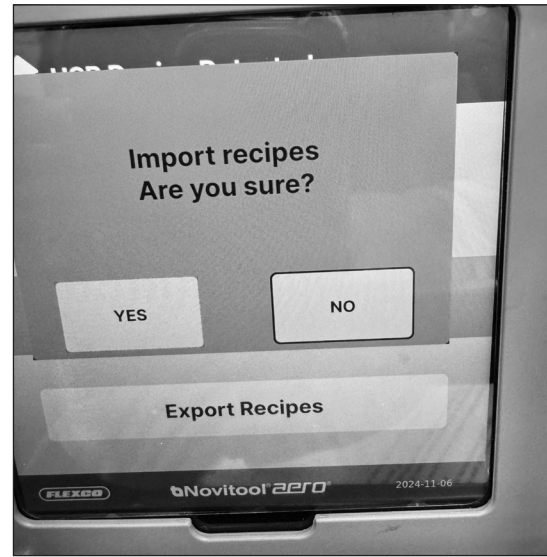 Import recipes
Are you sure?
YES
NO
Export Recipes
FLEXCO
Novitool aero
2024-11-06